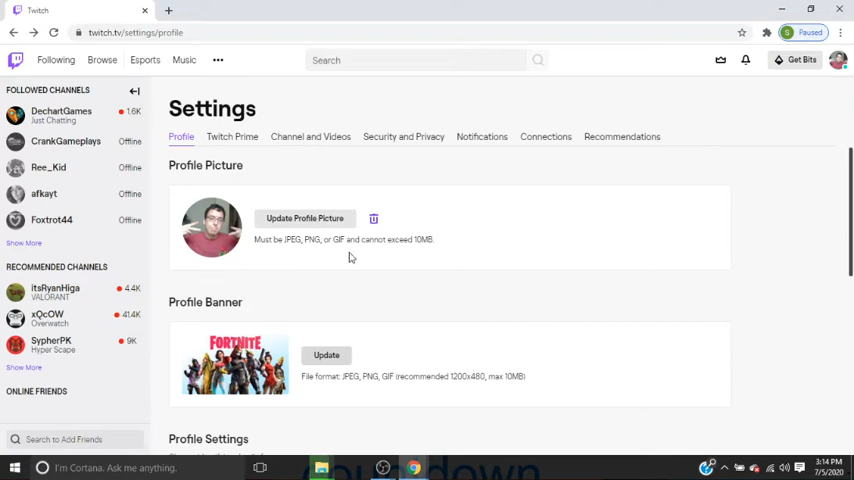 Twitch
twitch.tv/settings/profile
S Paused
Following Browse Esports Music Search Get Bits
FOLLOWED CHANNELS
DechartGames 1.6K
Just Chatting
CrankGameplays Offline
Ree_Kid Offline
afkayt Offline
Foxtrot44 Offline
Show More
RECOMMENDED CHANNELS
itsRyanHiga 4.4K
VALORANT
xQcOW 41.4K
Overwatch
SypherPK 9K
Hyper Scape
Show More
ONLINE FRIENDS
Search to Add Friends
Settings
Profile Twitch Prime Channel and Videos Security and Privacy Notifications Connections Recommendations
Profile Picture
Update Profile Picture
Must be JPEG, PNG, or GIF and cannot exceed 10MB.
Profile Banner
FORTNITE
Update
File format: JPEG, PNG, GIF (recommended 1200x480, max 10MB)
Profile Settings
I'm Cortana. Ask me anything.
countdown
3:14 PM
7/5/2020